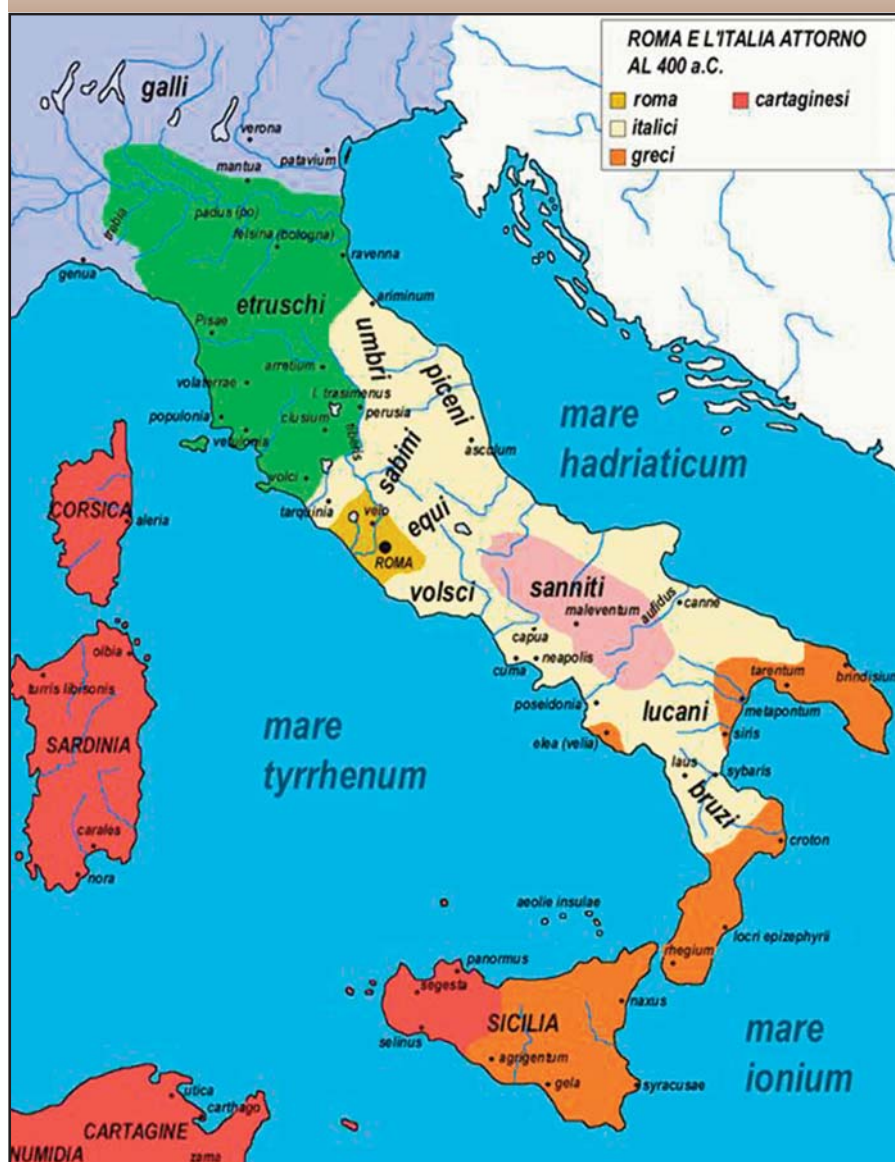 ROMA E L'ITALIA ATTORNO
AL 400 a.C.
roma
cartaginesi
italici
greci
galli
verona
patavium
mantua
padus (po)
trebia
felsina (bologna)
ravenna
genua
etruschi
ariminum
Pisae
umbri
arretium
piceni
volaterrae
l. trasimenus
perusia
populonia
clusium
vetulonia
tiberis
asculum
mare
hadriaticum
sabini
volci
tarquinia
veio
equi
CORSICA
aleria
ROMA
volsci
sanniti
aufidus
canne
maleventum
capua
cuma
neapolis
olbia
turris libisonis
tarentum
brindisium
poseidonia
lucani
metapontum
mare
tyrrhenum
elea (velia)
siris
SARDINIA
laus
sybaris
bruzi
carales
croton
nora
aeolie insulae
locri epizephyrii
rhegium
panormus
segesta
naxus
SICILIA
selinus
mare
ionium
agrigentum
gela
syracusae
utica
carthago
CARTAGINE
NUMIDIA
zama